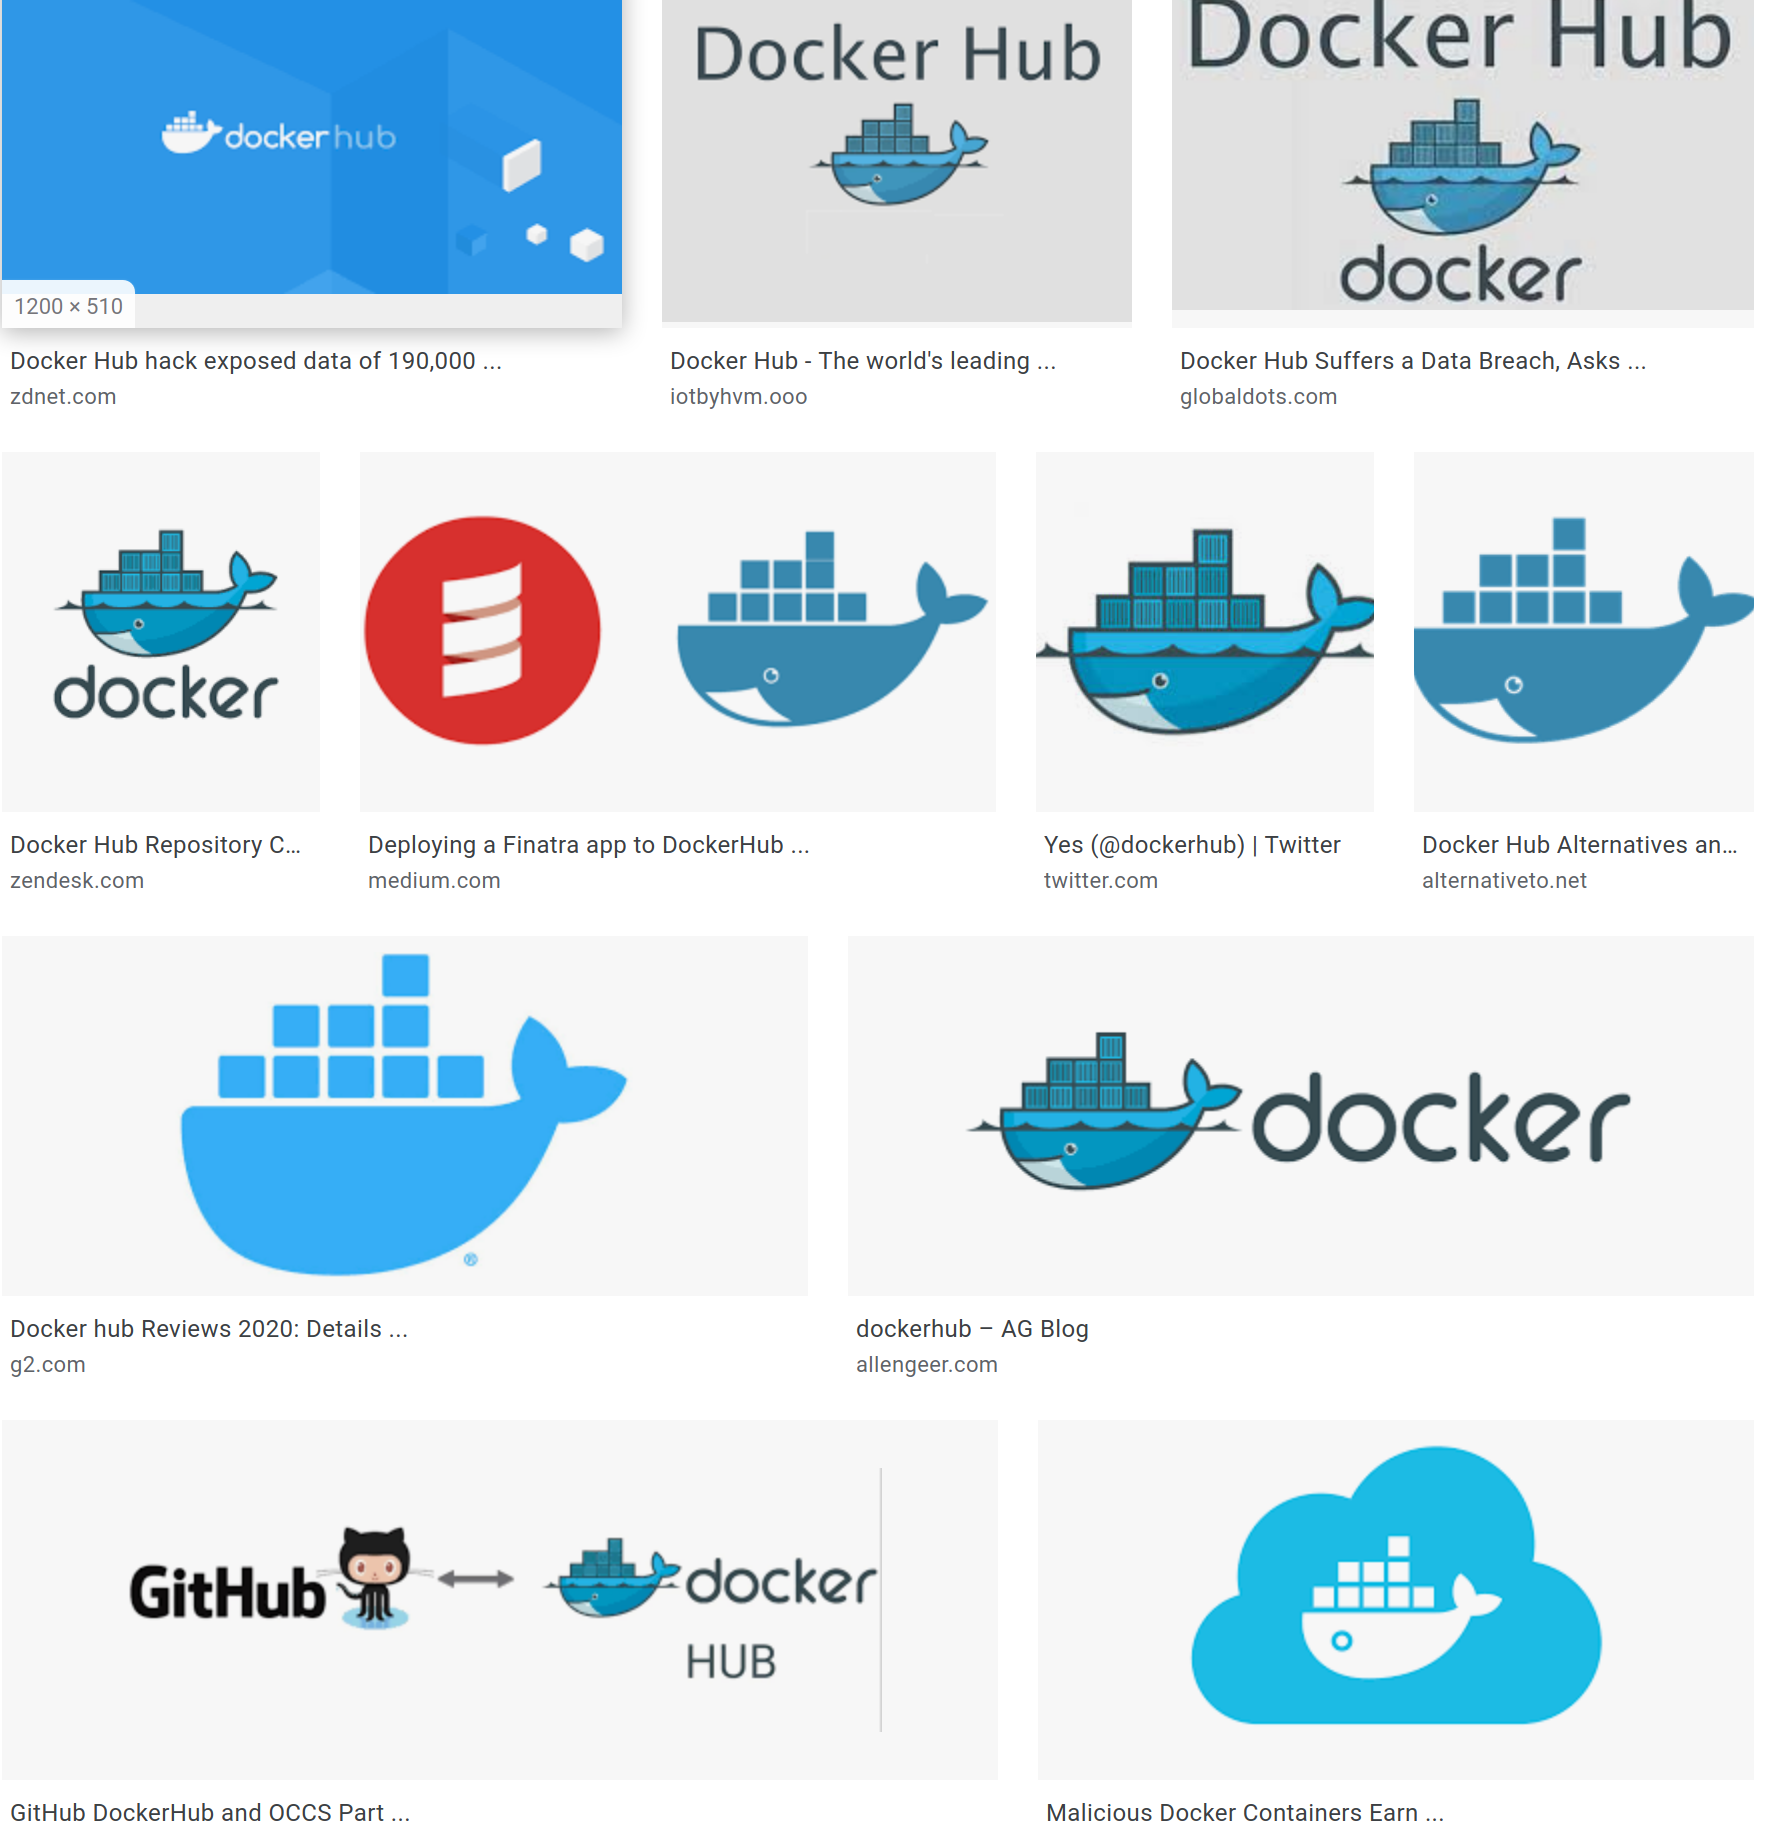 dockerhub
1200 × 510
Docker Hub hack exposed data of 190,000 ...
zdnet.com
Docker Hub
Docker Hub - The world's leading ...
iotbyhvm.ooo
Docker Hub
docker
Docker Hub Suffers a Data Breach, Asks ...
globaldots.com
docker
Docker Hub Repository C...
zendesk.com
Deploying a Finatra app to DockerHub ...
medium.com
Yes (@dockerhub) | Twitter
twitter.com
Docker Hub Alternatives an...
alternativeto.net
®
Docker hub Reviews 2020: Details ...
g2.com
docker
dockerhub – AG Blog
allengeer.com
GitHub
docker
HUB
GitHub DockerHub and OCCS Part ...
Malicious Docker Containers Earn ...